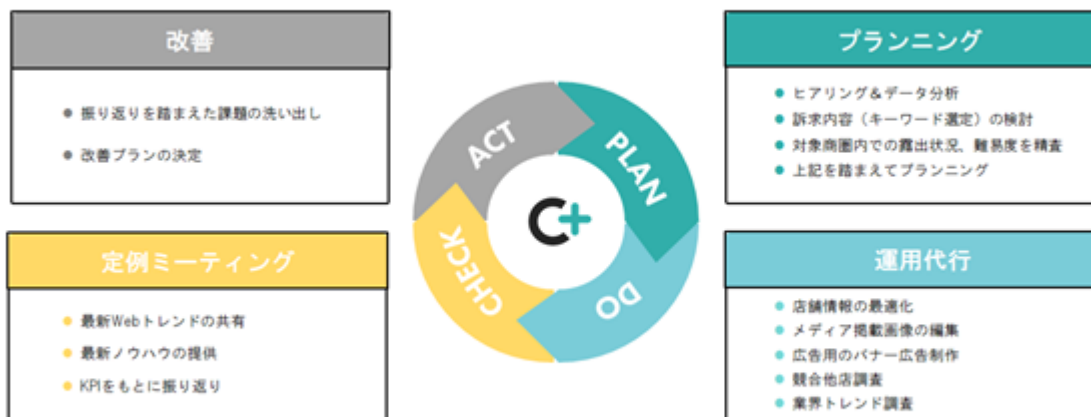 改善
振り返りを踏まえた課題の洗い出し
改善プランの決定
プランニング
ヒアリング&データ分析
訴求内容（キーワード選定）の検討
対象商圏内での露出状況、難易度を精査
上記を踏まえてプランニング
ACT
PLAN
C+
CHECK
DO
定例ミーティング
最新Webトレンドの共有
最新ノウハウの提供
KPIをもとに振り返り
運用代行
店舗情報の最適化
メディア掲載画像の編集
広告用のバナー広告制作
競合他店調査
業界トレンド調査